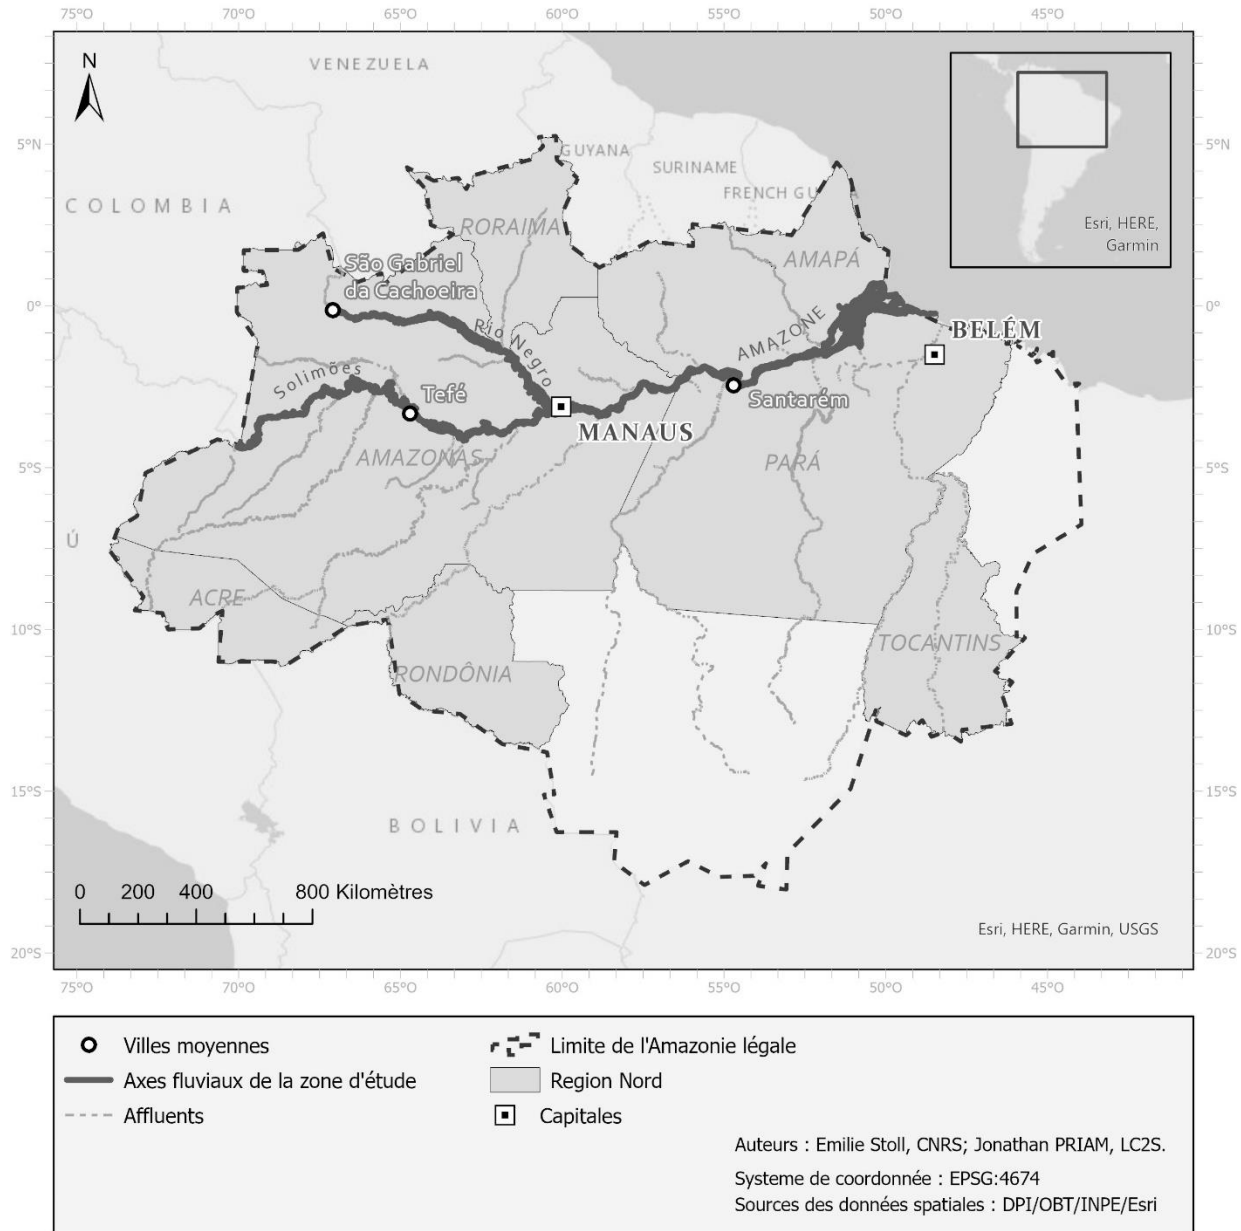 75°O 70°O 65°O 60°O 55°O 50°O 45°O
N
VENEZUELA
5°N
GUYANA
5°N
SURINAME
COLOMBIA
FRENCH GU A
RORAIMA
Esri, HERE,
Garmin
São Gabriel
da Cachoeira
AMAPÁ
0°
0°
Rio Negro
AMAZONE
BELÉM
Solimões
Tefé
Santarém
MANAUS
AMAZONAS
PARÁ
5°S
5°S
Ú
ACRE
10°S
TOCANTINS
10°S
RONDÔNIA
15°S
15°S
BOLIVIA
0 200 400 800 Kilomètres
Esri, HERE, Garmin, USGS
20°S
20°S
75°O 70°O 65°O 60°O 55°O 50°O 45°O
Villes moyennes
Limite de l'Amazonie légale
Axes fluviaux de la zone d'étude
Region Nord
Affluents
Capitales
Auteurs : Emilie Stoll, CNRS; Jonathan PRIAM, LC2S.
Systeme de coordonnée : EPSG:4674
Sources des données spatiales : DPI/OBT/INPE/Esri